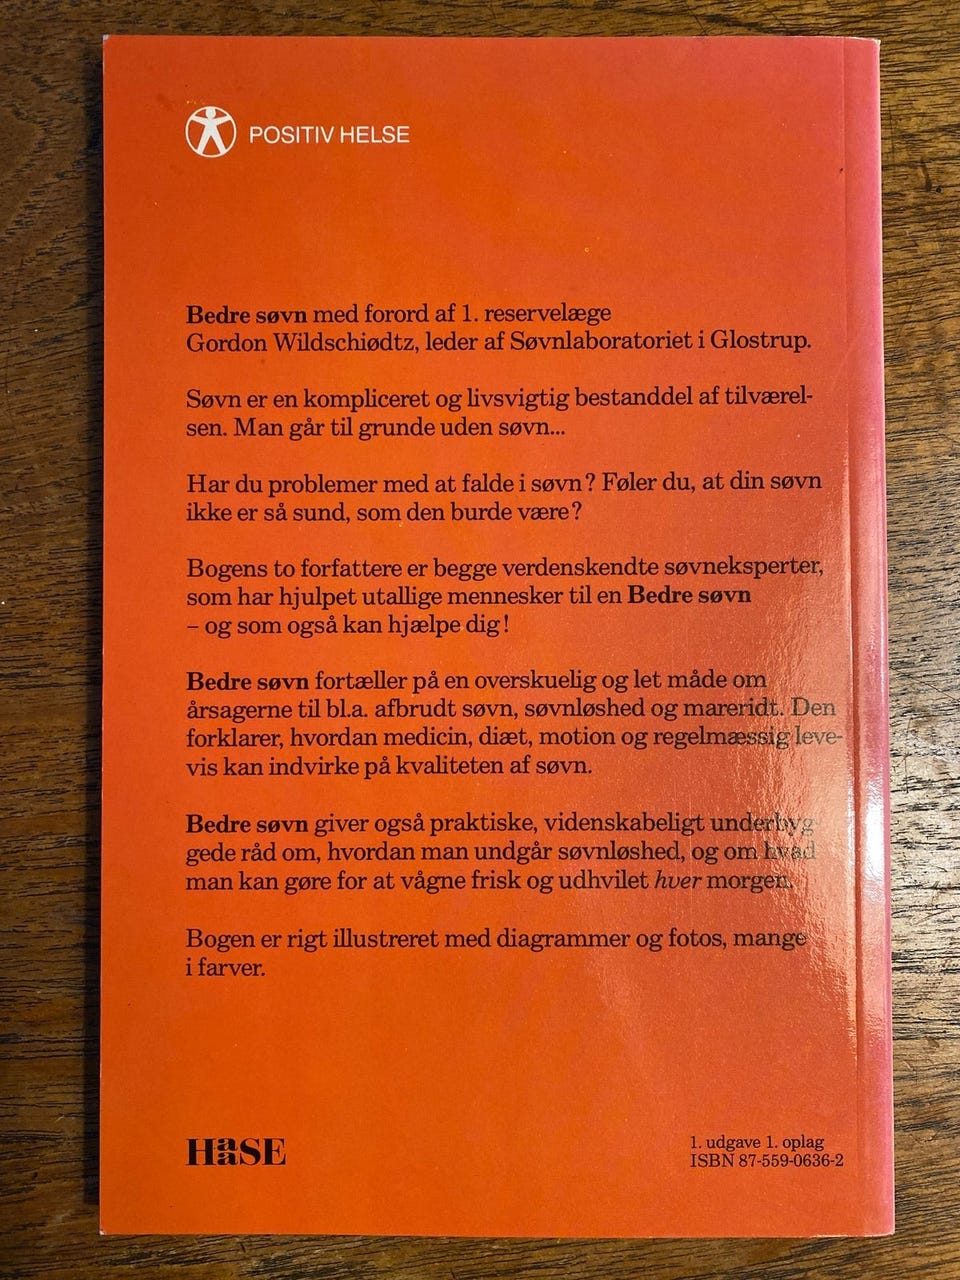 POSITIV HELSE
Bedre søvn med forord af 1. reservelæge
Gordon Wildschiødtz, leder af Søvnlaboratoriet i Glostrup.
Søvn er en kompliceret og livsvigtig bestanddel af tilværel-
sen. Man går til grunde uden søvn...
Har du problemer med at falde i søvn? Føler du, at din søvn
ikke er så sund, som den burde være?
Bogens to forfattere er begge verdenskendte søvneksperter,
som har hjulpet utallige mennesker til en Bedre søvn
– og som også kan hjælpe dig!
Bedre søvn fortæller på en overskuelig og let måde om
årsagerne til bl.a. afbrudt søvn, søvnløshed og mareridt. Den
forklarer, hvordan medicin, diæt, motion og regelmæssig leve-
vis kan indvirke på kvaliteten af søvn.
Bedre søvn giver også praktiske, videnskabeligt underbyg-
gede råd om, hvordan man undgår søvnløshed, og om hvad
man kan gøre for at vågne frisk og udhvilet hver morgen.
Bogen er rigt illustreret med diagrammer og fotos, mange
i farver.
HaaSE
1. udgave 1. oplag
ISBN 87-559-0636-2